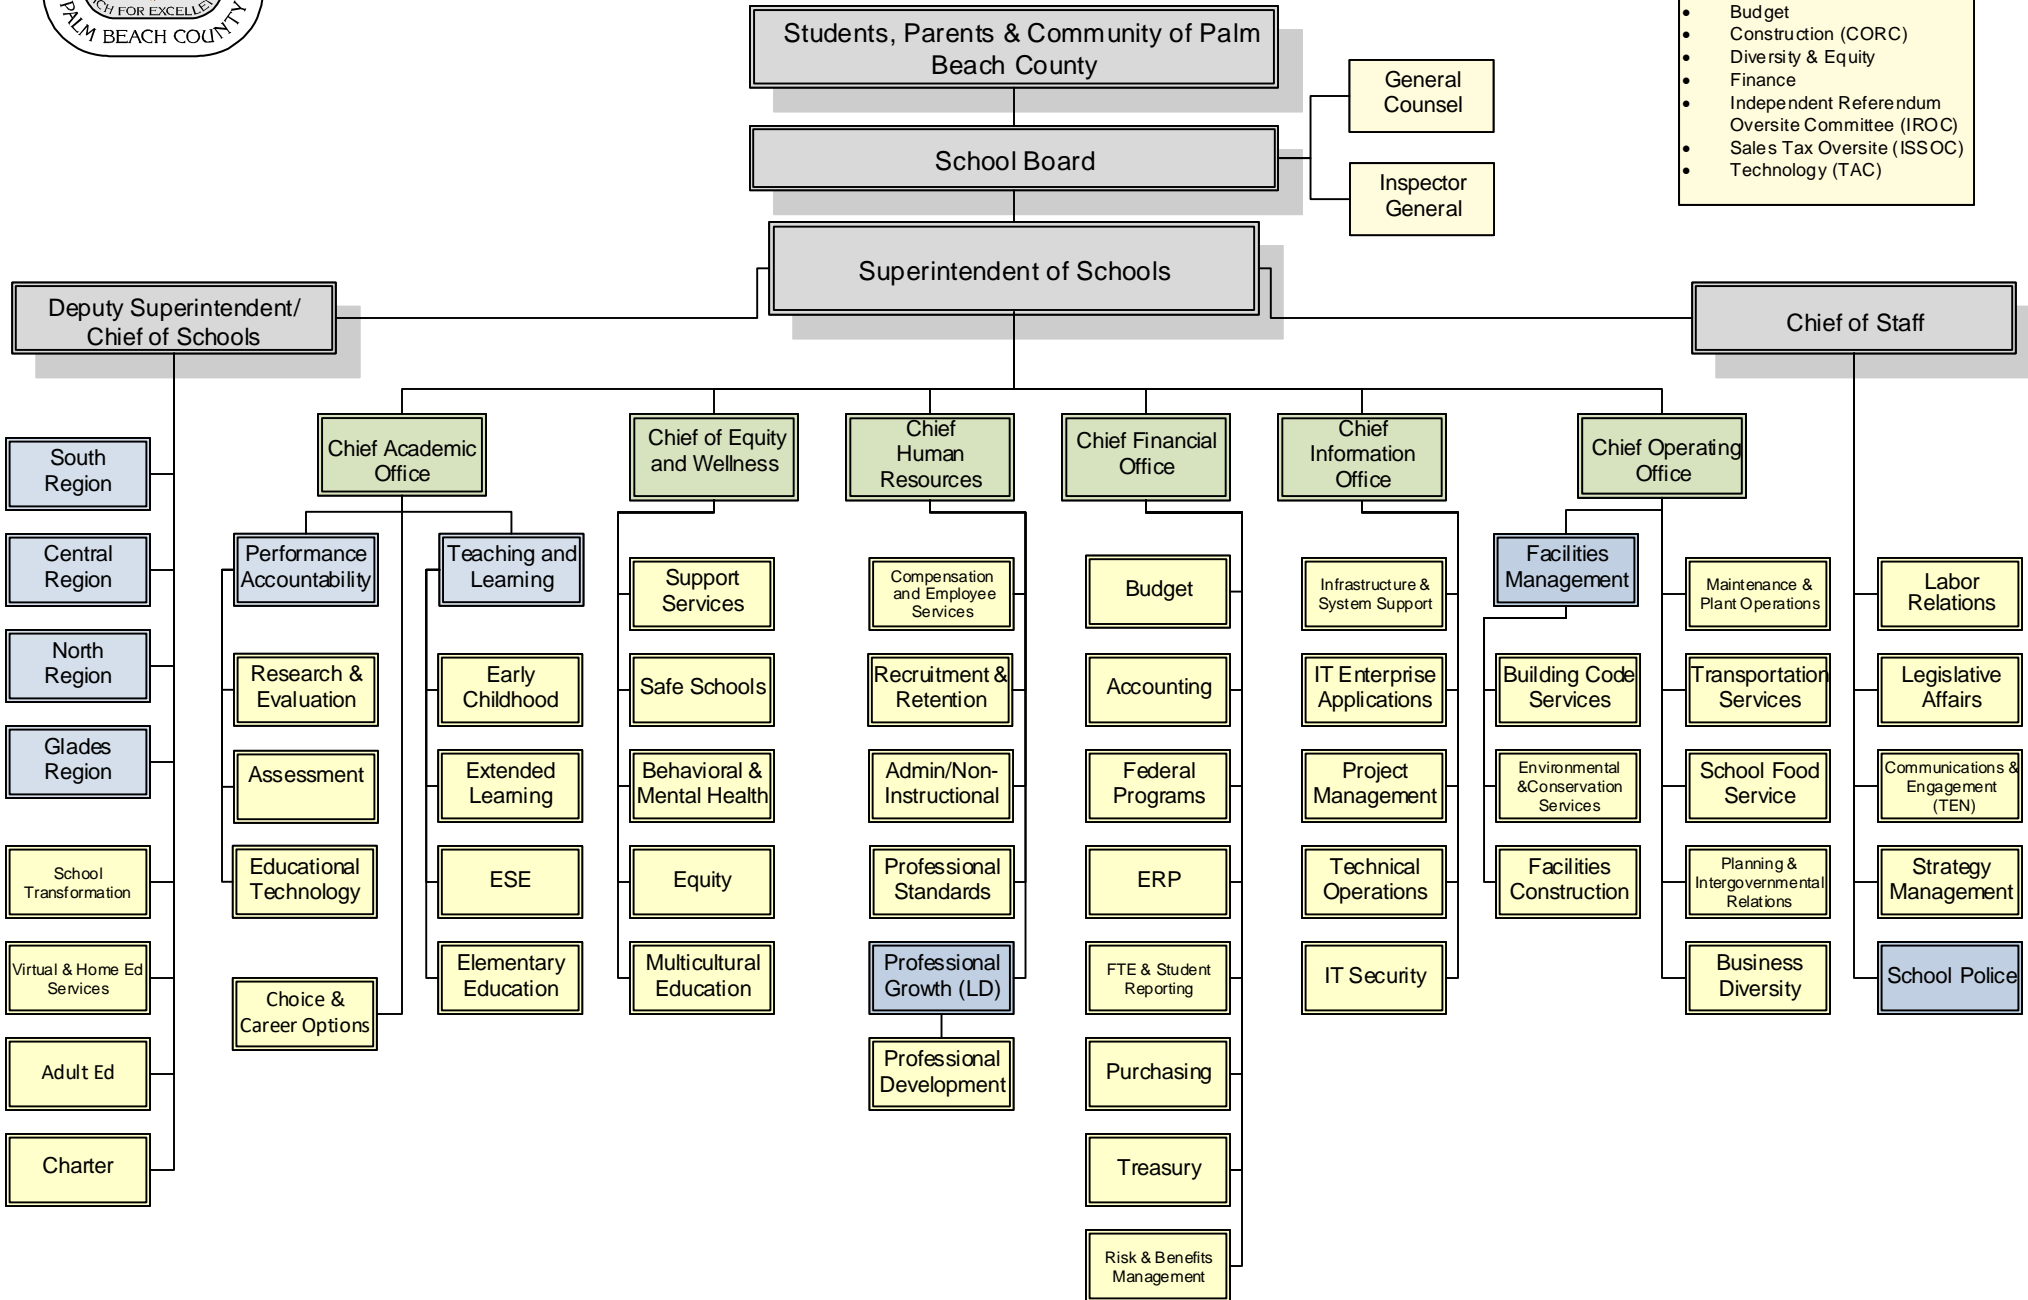 PALM BEACH COUNTY
Students, Parents & Community of Palm
Beach County
General
Counsel
School Board
Inspector
General
Budget
Construction (CORC)
Diversity & Equity
Finance
Independent Referendum
Oversite Committee (IROC)
Sales Tax Oversite (ISSOC)
Technology (TAC)
Superintendent of Schools
Deputy Superintendent/
Chief of Schools
Chief of Staff
South
Region
Central
Region
North
Region
Glades
Region
School
Transformation
Virtual & Home Ed
Services
Adult Ed
Charter
Chief Academic
Office
Performance
Accountability
Research &
Evaluation
Assessment
Educational
Technology
Choice &
Career Options
Teaching and
Learning
Early
Childhood
Extended
Learning
ESE
Elementary
Education
Chief of Equity
and Wellness
Support
Services
Safe Schools
Behavioral &
Mental Health
Equity
Multicultural
Education
Chief
Human
Resources
Compensation
and Employee
Services
Recruitment &
Retention
Admin/Non-
Instructional
Professional
Standards
Professional
Growth (LD)
Professional
Development
Chief Financial
Office
Budget
Accounting
Federal
Programs
ERP
FTE & Student
Reporting
Purchasing
Treasury
Risk & Benefits
Management
Chief
Information
Office
Infrastructure &
System Support
IT Enterprise
Applications
Project
Management
Technical
Operations
IT Security
Chief Operating
Office
Facilities
Management
Building Code
Services
Environmental
&Conservation
Services
Facilities
Construction
Maintenance &
Plant Operations
Transportation
Services
School Food
Service
Planning &
Intergovernmental
Relations
Business
Diversity
Labor
Relations
Legislative
Affairs
Communications &
Engagement
(TEN)
Strategy
Management
School Police